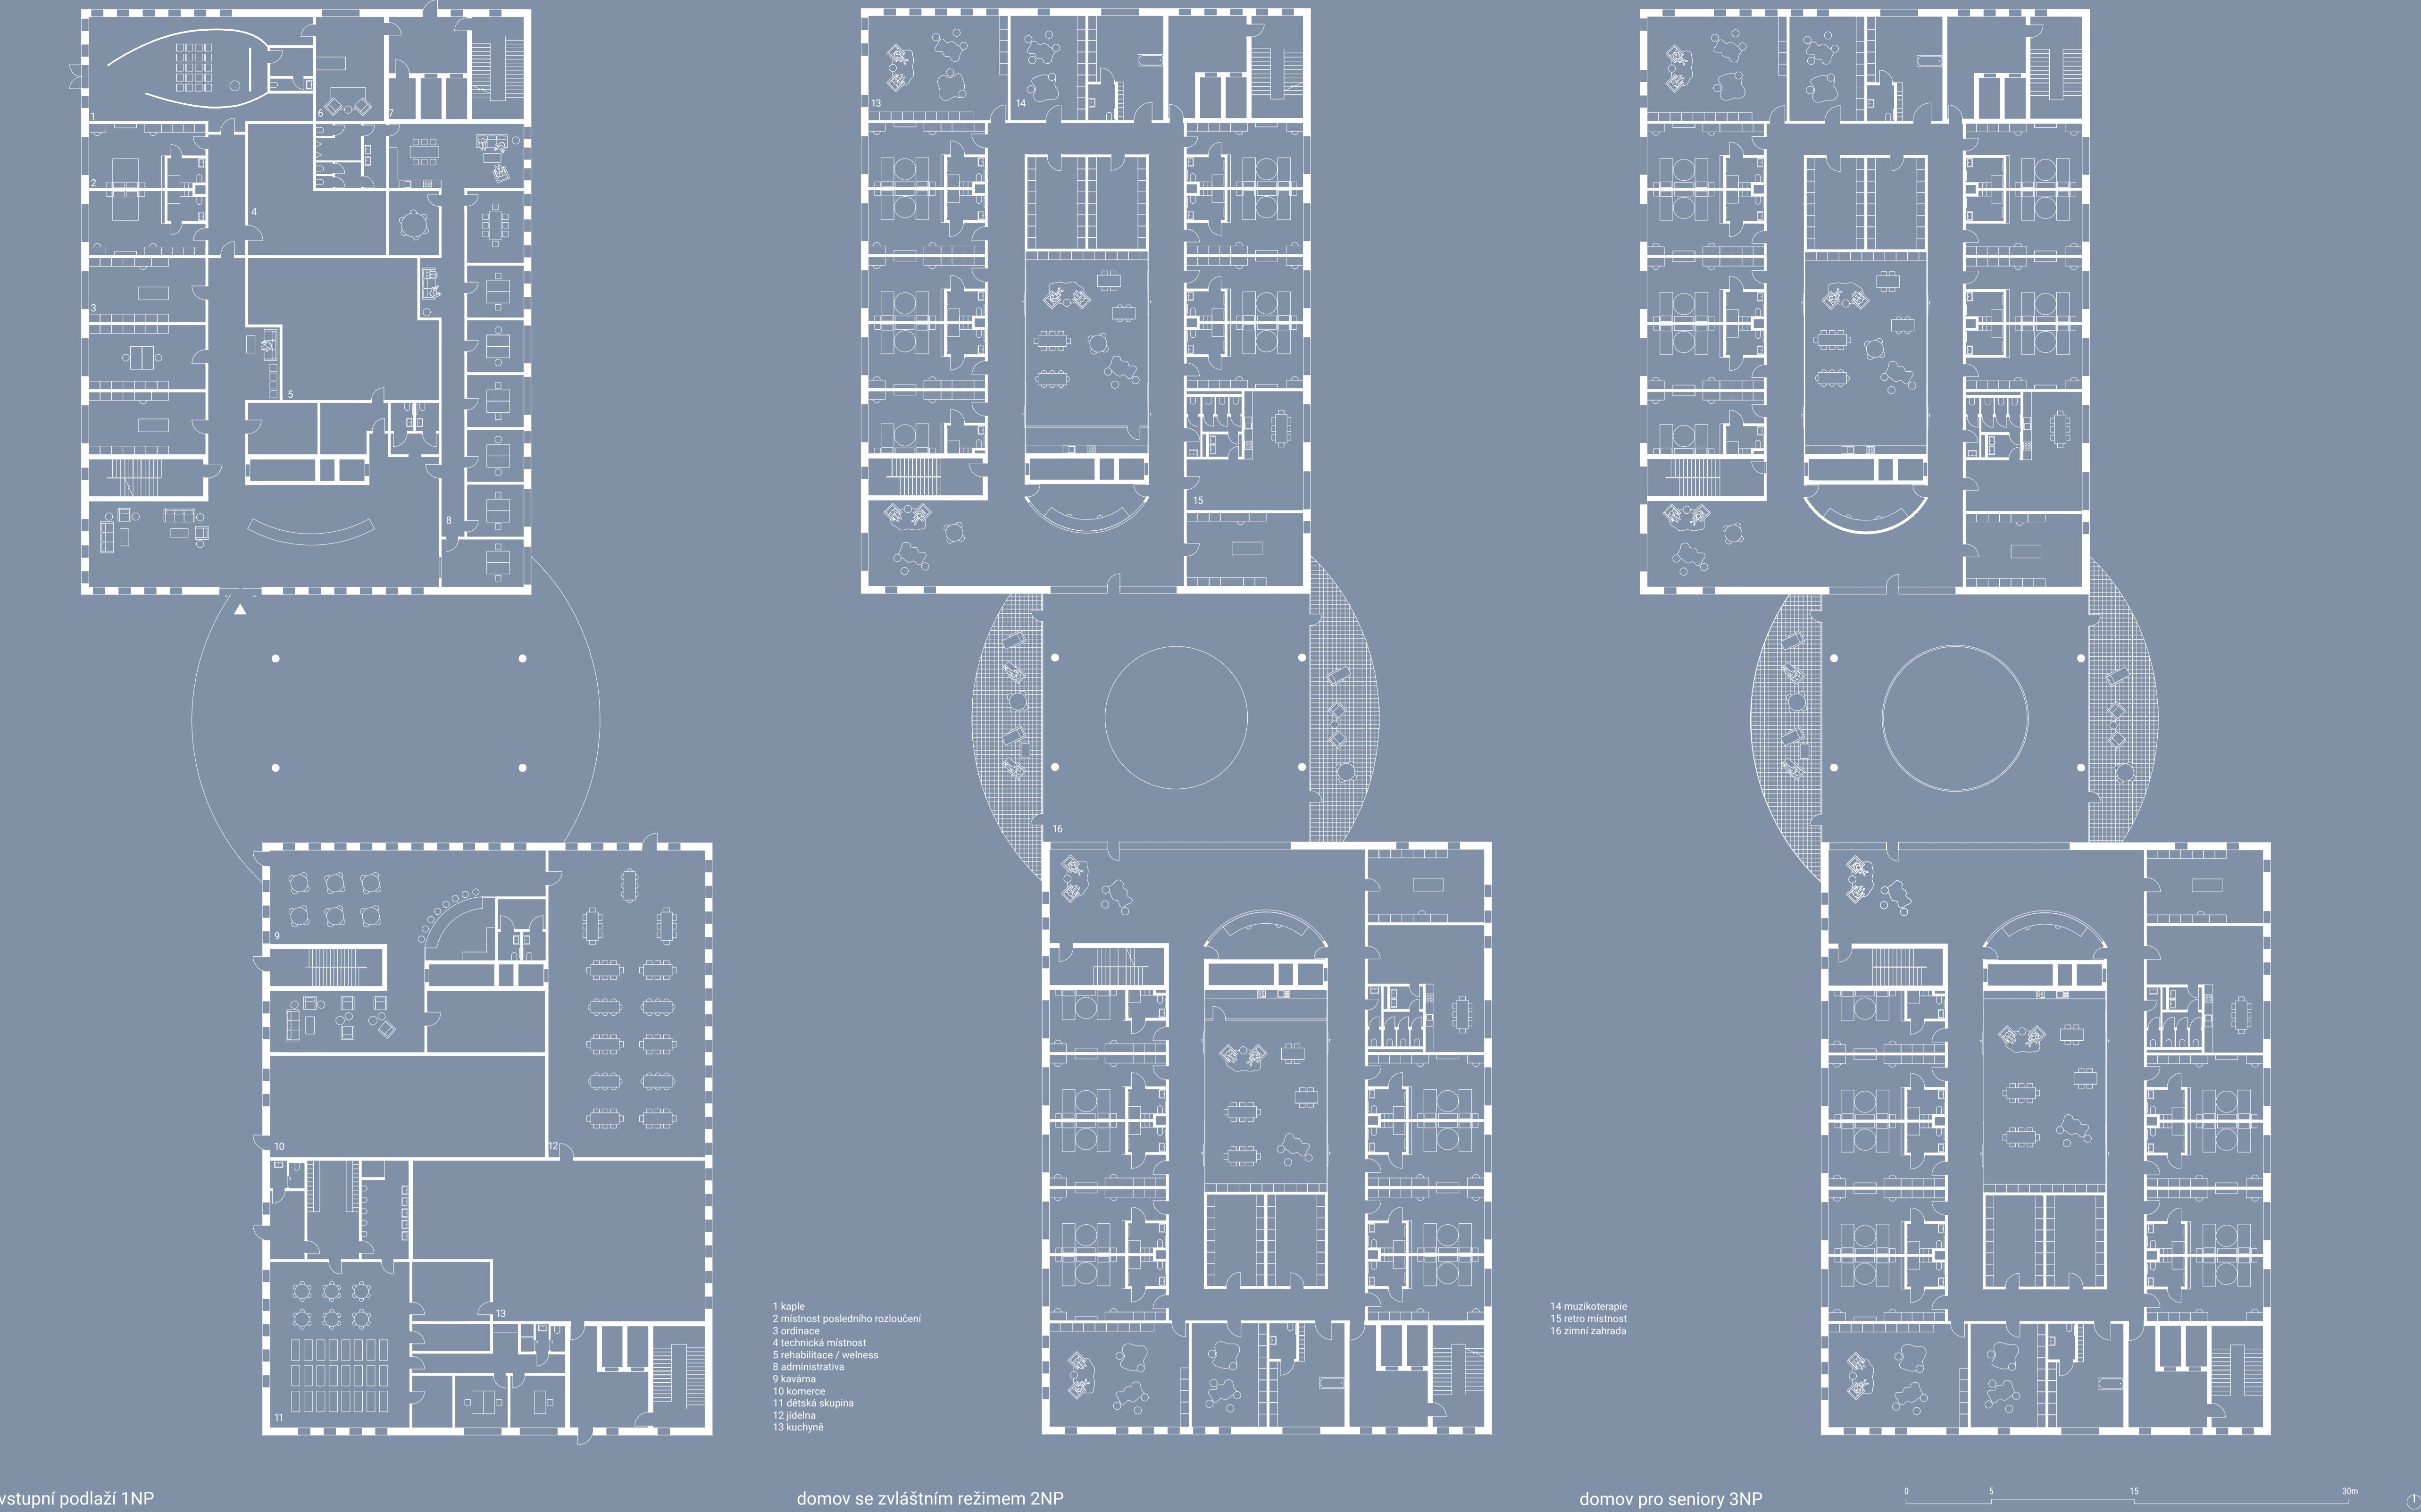 13
14
6
7
1
2
4
3
5
15
8
16
9
10
12
13
11
1 kaple
2 místnost posledního rozloučení
3 ordinace
4 technická místnost
5 rehabilitace / welness
8 administrativa
9 kavárna
10 komerce
11 dětská skupina
12 jídelna
13 kuchyně
14 muzikoterapie
15 retro místnost
16 zimní zahrada
vstupní podlaží 1NP
domov se zvláštním režimem 2NP
domov pro seniory 3NP
0 5 15 30m